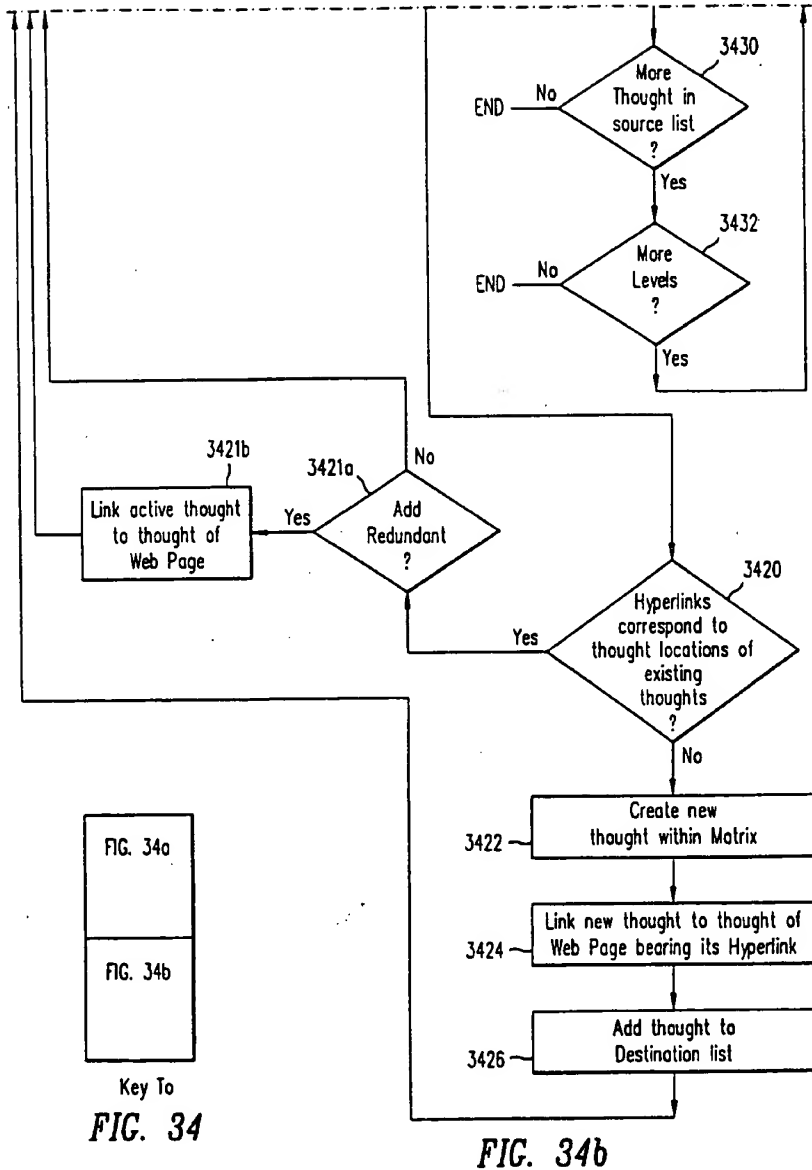 3430
More
Thought in
source list
?
No
END
Yes
3432
More
Levels
?
No
END
Yes
3421b
Link active thought
to thought of
Web Page
Yes
3421a
Add
Redundant
?
No
3420
Hyperlinks
correspond to
thought locations of
existing
thoughts
?
Yes
No
Create new
thought within Matrix
3422
Link new thought to thought of
Web Page bearing its Hyperlink
3424
Add thought to
Destination list
3426
FIG. 34a
FIG. 34b
Key To
FIG. 34
FIG. 34b